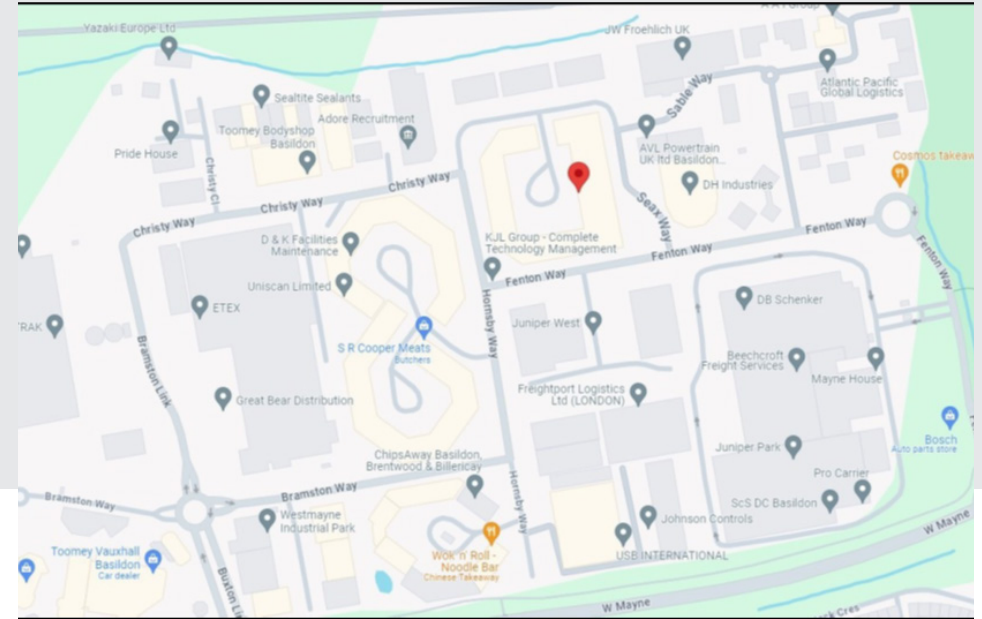 Yazaki Europe Ltd
JW Froehlich UK
Sealtite Sealants
Adore Recruitment
Toomey Bodyshop
Basildon
Pride House
Christy Cl
Christy Way
Christy Way
Christy Way
Sable Way
Atlantic Pacific
Global Logistics
AVL Powertrain
UK ltd Basildon...
DH Industries
Cosmos takeaw
Seax Way
Fenton Way
Fenton Way
Fenton Way
Fenton Way
D & K Facilities
Maintenance
KJL Group - Complete
Technology Management
Uniscan Limited
ETEX
RAK
Hornsby Way
Juniper West
DB Schenker
S R Cooper Meats
Butchers
Bramston Link
Beechcroft
Freight Services
Mayne House
Great Bear Distribution
Freightport Logistics
Ltd (LONDON)
Bosch
Auto parts store
Juniper Park
ChipsAway Basildon,
Brentwood & Billericay
Pro Carrier
ScS DC Basildon
Bramston Way
Bramston Way
Hornsby Way
Westmayne
Industrial Park
Johnson Controls
W Mayne
Toomey Vauxhall
Basildon
Car dealer
Wok 'n' Roll -
Noodle Bar
Chinese Takeaway
USB INTERNATIONAL
Buxton
W Mayne
Cres